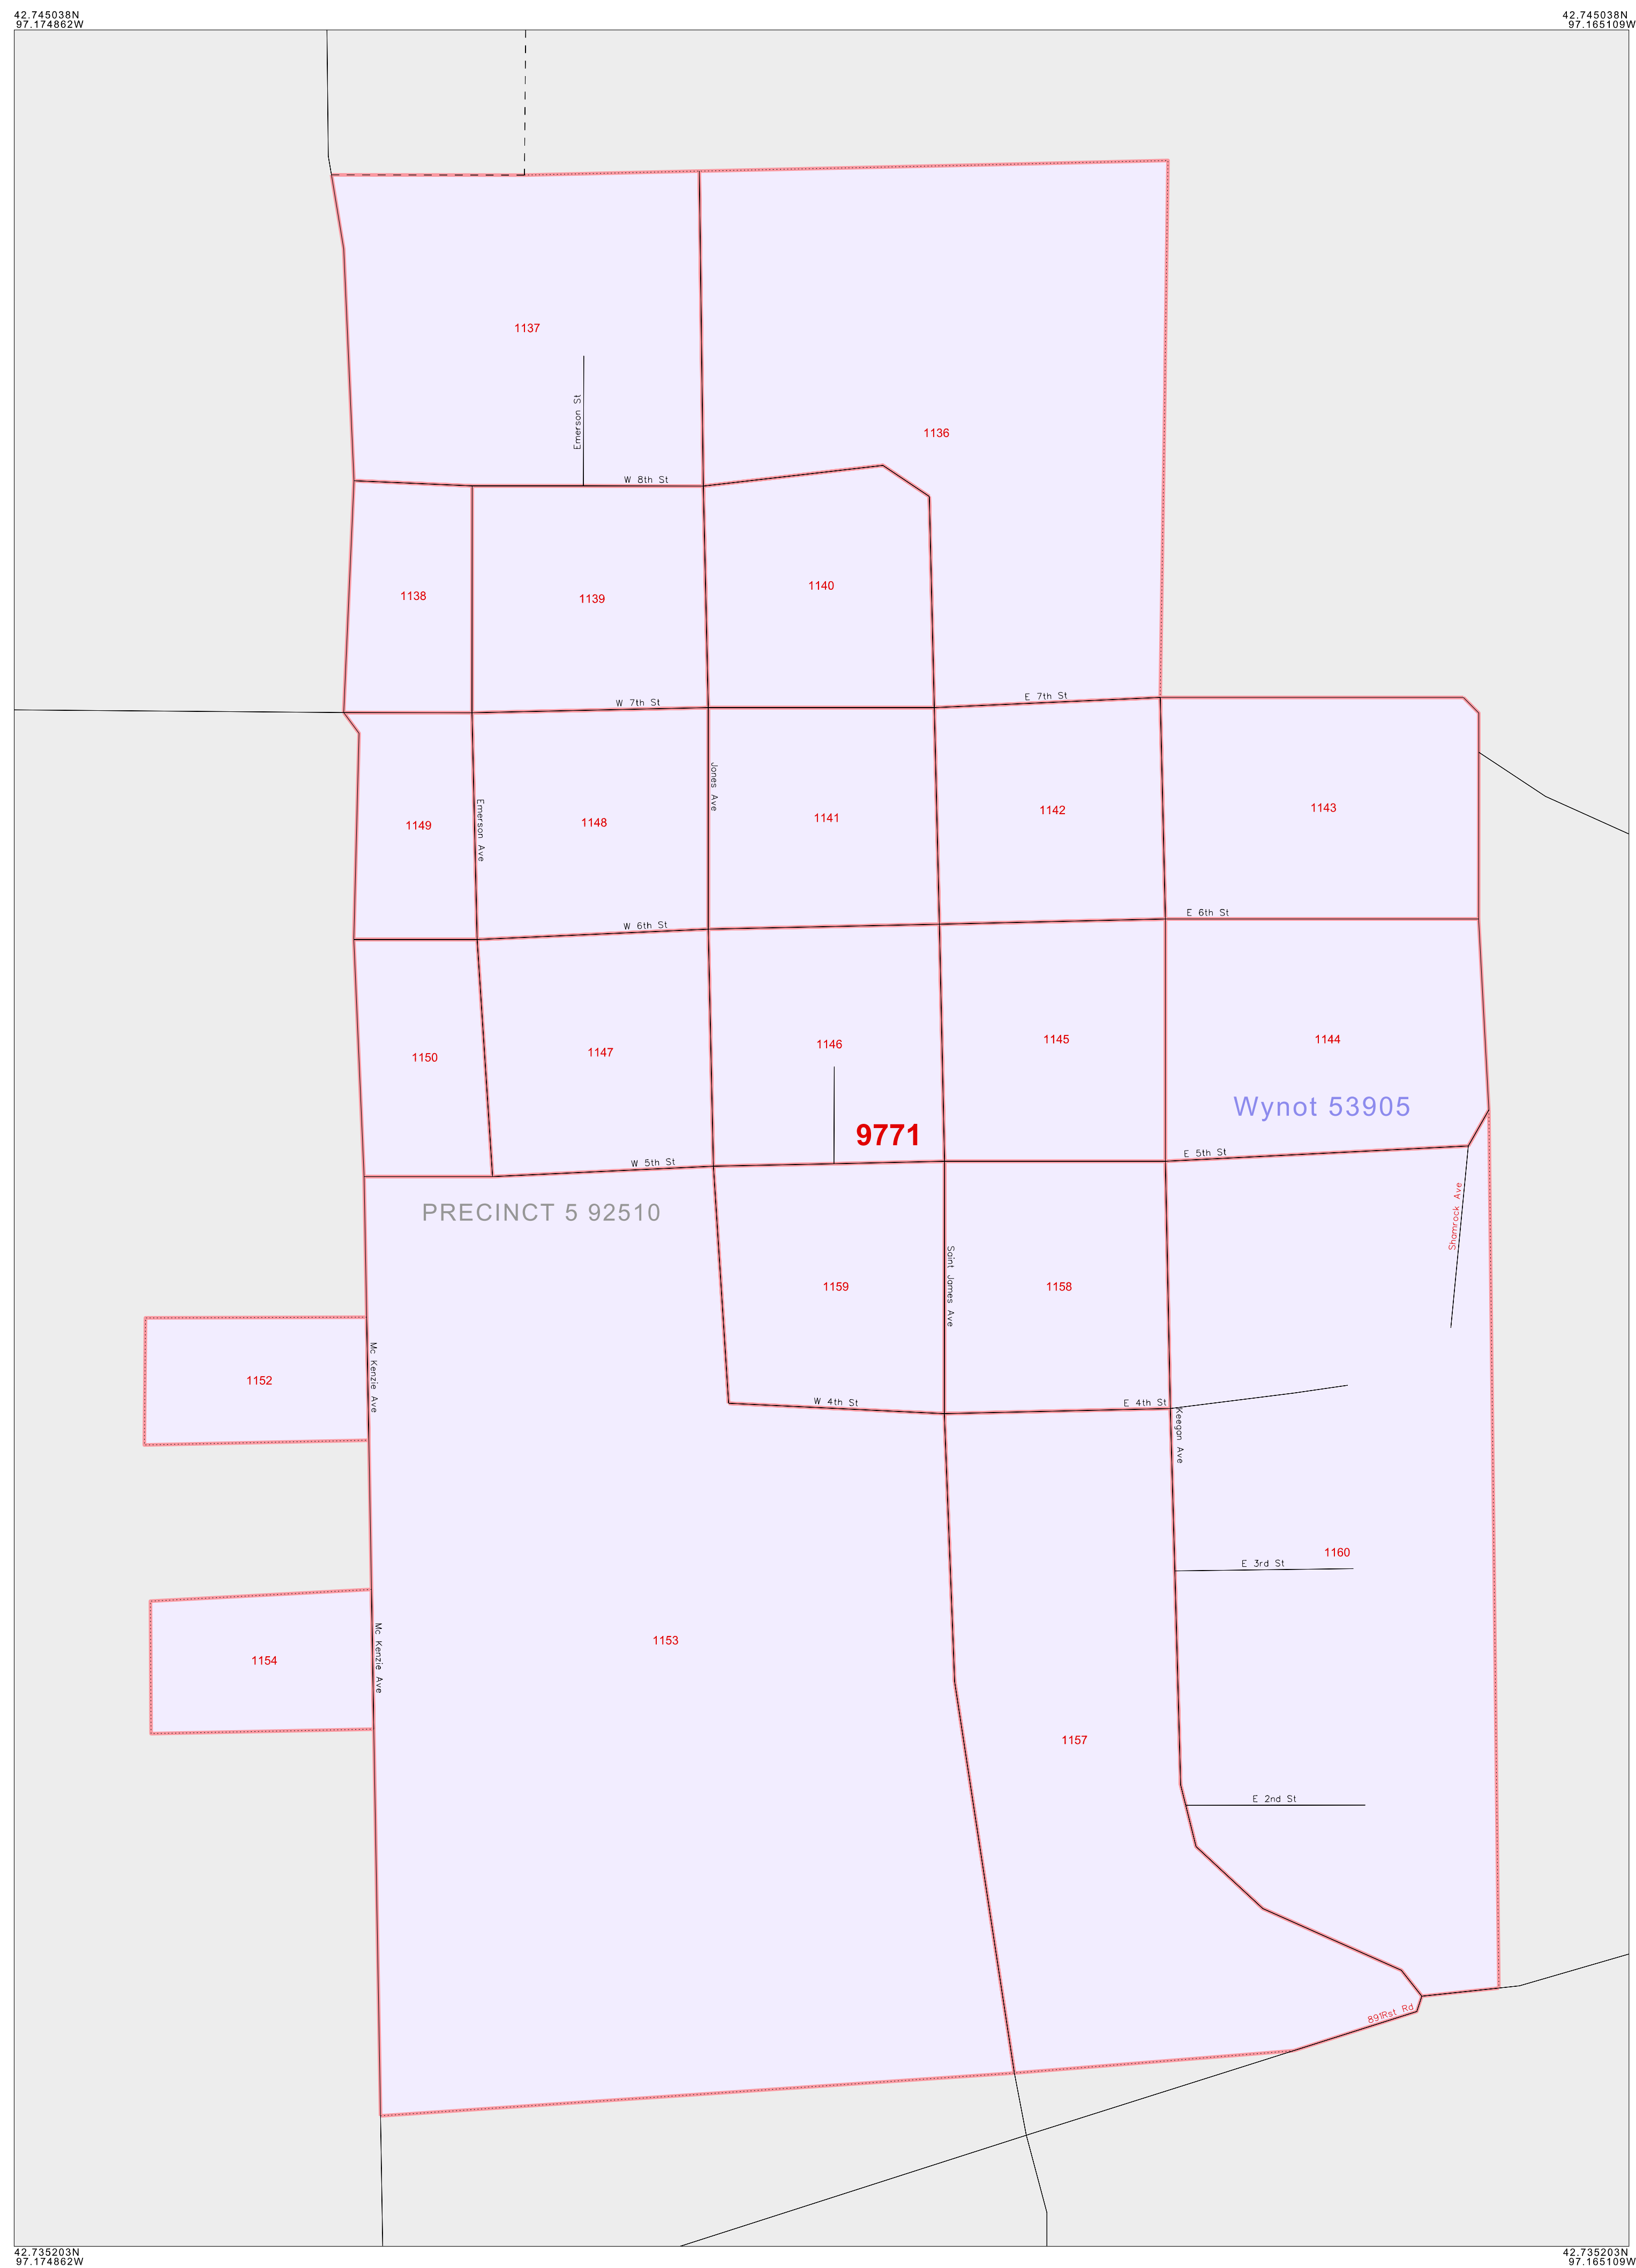 42.745038N
97.174862W
42.745038N
97.165109W
1137
Emerson St
1136
W 8th St
1138
1139
1140
W 7th St
E 7th St
Jones Ave
Emerson Ave
1149
1148
1141
1142
1143
W 6th St
E 6th St
1150
1147
1146
1145
1144
Wynot 53905
9771
W 5th St
E 5th St
PRECINCT 5 92510
Shamrock Ave
Saint James Ave
1159
1158
1152
Mc Kenzie Ave
W 4th St
E 4th St
Keegan Ave
1160
E 3rd St
1153
1154
Mc Kenzie Ave
1157
E 2nd St
891Rst Rd
42.735203N
97.174862W
42.735203N
97.165109W